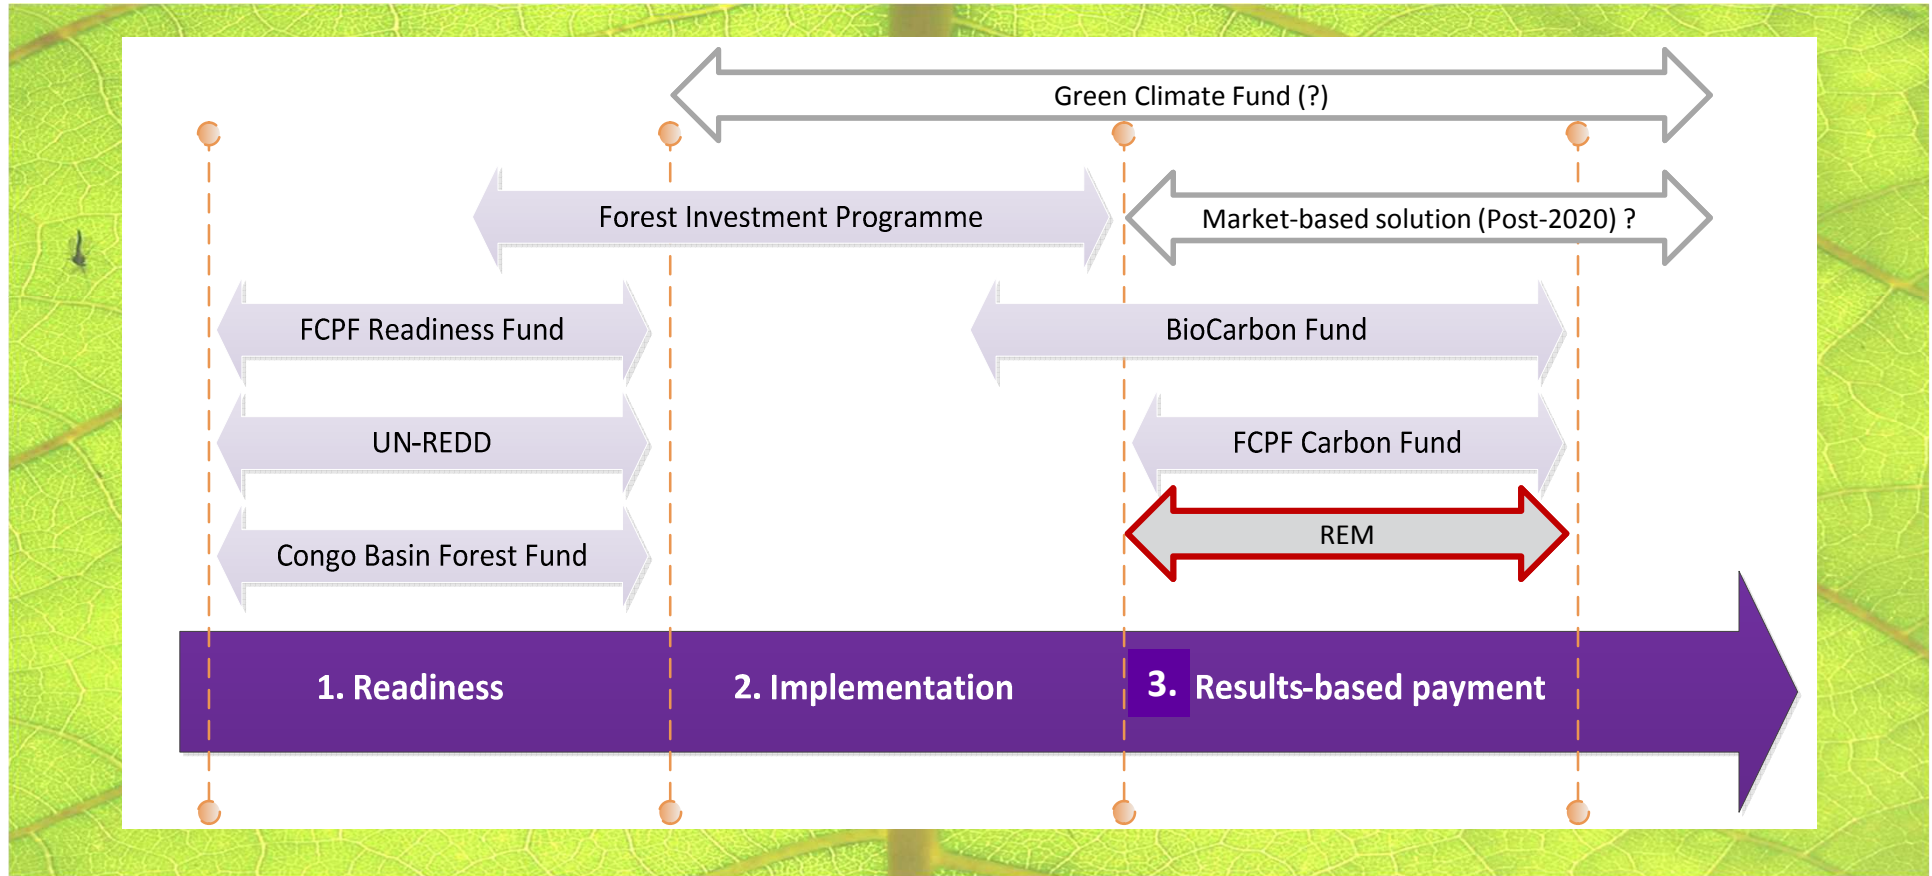 Green Climate Fund (?)
Forest Investment Programme
Market-based solution (Post-2020) ?
FCPF Readiness Fund
BioCarbon Fund
UN-REDD
FCPF Carbon Fund
REM
Congo Basin Forest Fund
1. Readiness
2. Implementation
3. Results-based payment